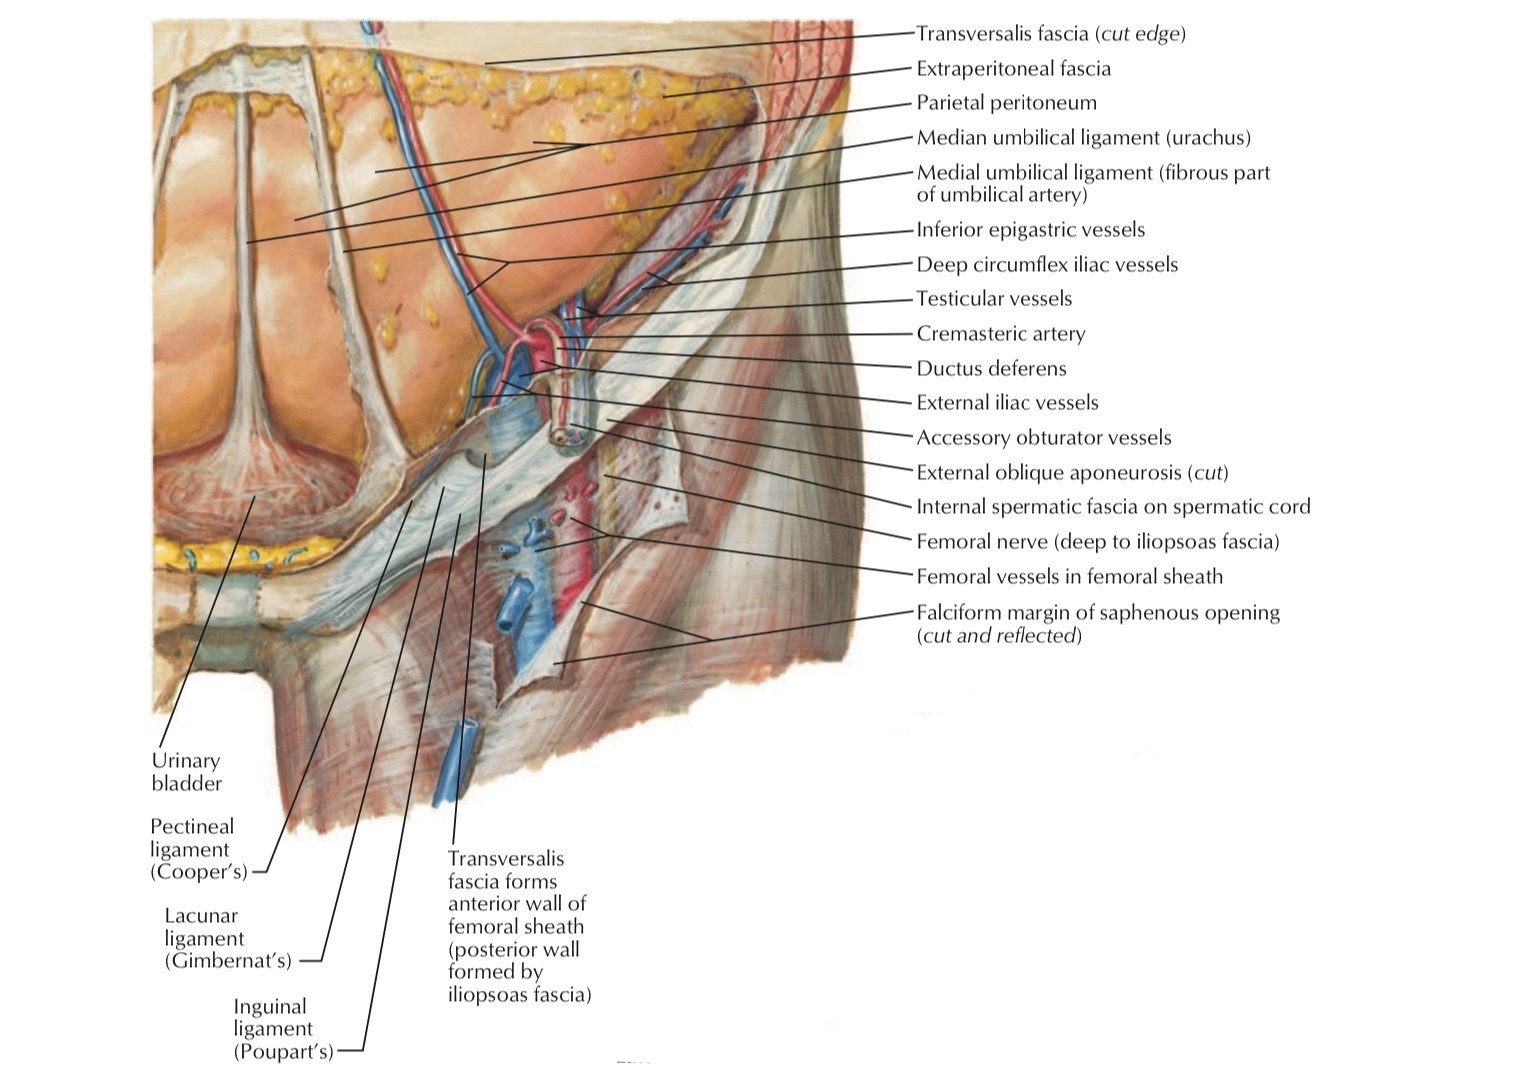 Transversalis fascia (cut edge)
Extraperitoneal fascia
Parietal peritoneum
Median umbilical ligament (urachus)
Medial umbilical ligament (fibrous part
of umbilical artery)
Inferior epigastric vessels
Deep circumflex iliac vessels
Testicular vessels
Cremasteric artery
Ductus deferens
External iliac vessels
Accessory obturator vessels
External oblique aponeurosis (cut)
Internal spermatic fascia on spermatic cord
Femoral nerve (deep to iliopsoas fascia)
Femoral vessels in femoral sheath
Falciform margin of saphenous opening
(cut and reflected)
Urinary
bladder
Pectineal
ligament
(Cooper's)
Lacunar
ligament
(Gimbernat's)
Inguinal
ligament
(Poupart's)
Transversalis
fascia forms
anterior wall of
femoral sheath
(posterior wall
formed by
iliopsoas fascia)